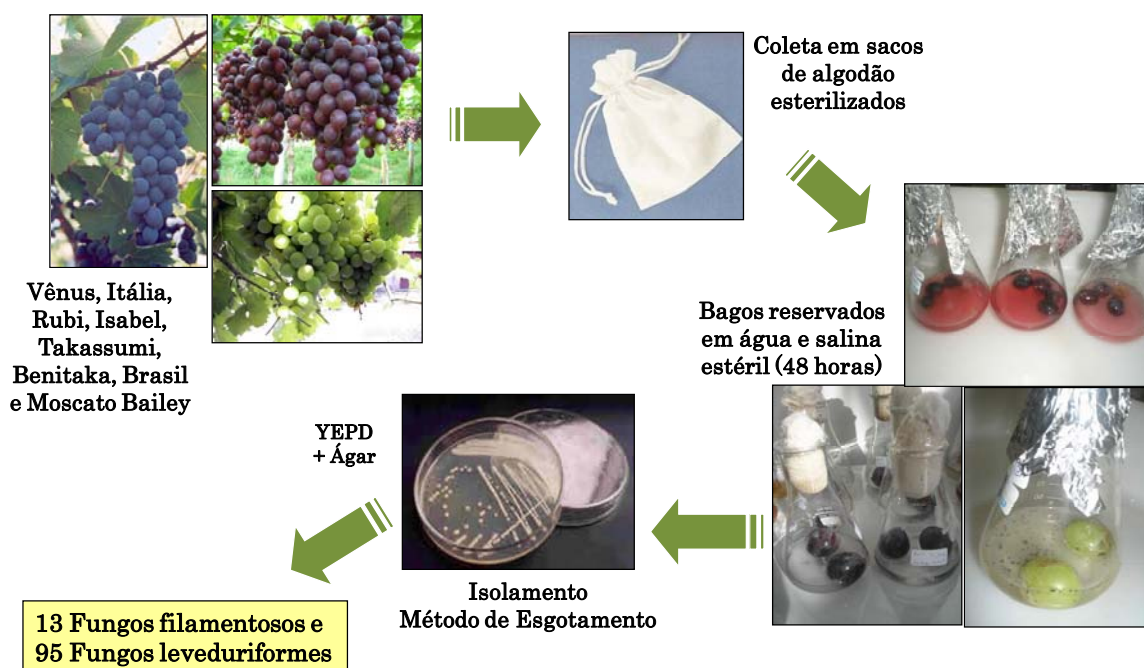 Vênus, Itália,
Rubi, Isabel,
Takassumi,
Benitaka, Brasil
e Moscato Bailey
Coleta em sacos
de algodão
esterilizados
Bagos reservados
em água e salina
estéril (48 horas)
YEPD
+ Ágar
Isolamento
Método de Esgotamento
13 Fungos filamentosos e
95 Fungos leveduriformes